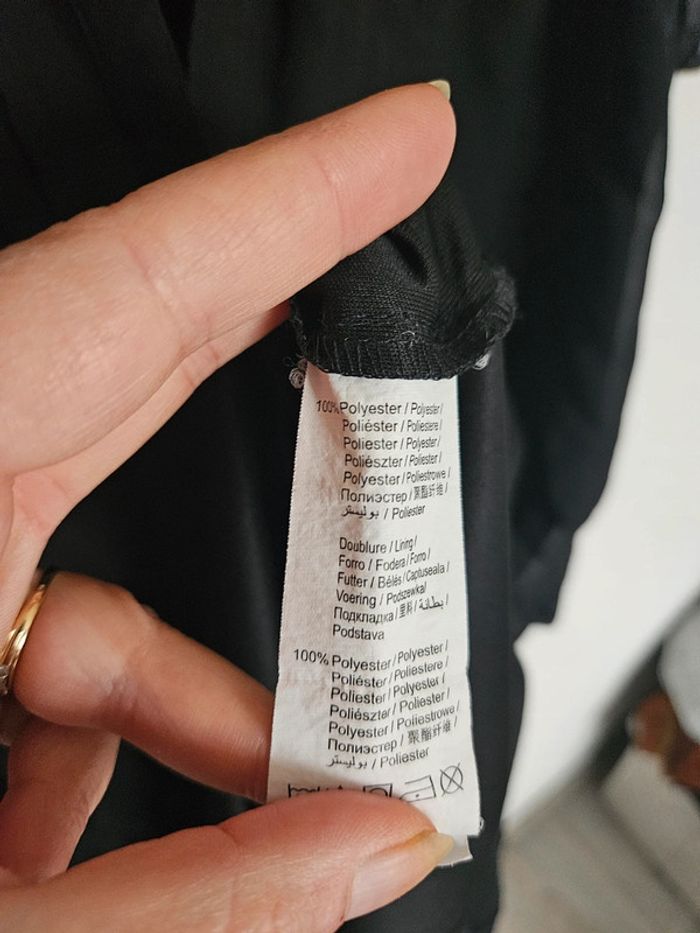 100% Polyester / Polyester /
Poliéster / Poliestere /
Poliester / Polyester /
Poliészter / Poliester /
Polyester / Poliestrowe /
Полиэстер / 聚酯纤维 /
بوليستر / Poliester
Doublure / Lining /
Forro / Fodera / Forro /
Futter / Bélés / Captuseala /
Voering / Podszewka /
Подкладка / 里料 / بطانة /
Podstava
100% Polyester / Polyester /
Poliéster / Poliestere /
Poliester / Polyester /
Poliészter / Poliester /
Polyester / Poliestrowe /
Полиэстер / 聚酯纤维 /
بوليستر / Poliester